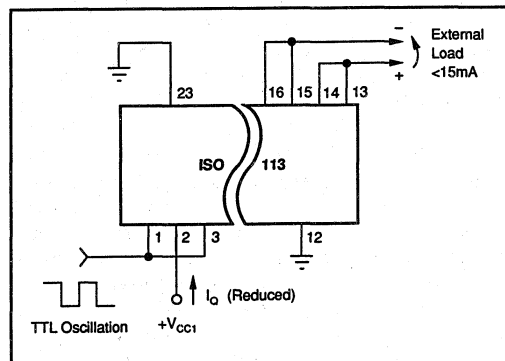 −
External
Load
<15mA
+
23
16 15 14 13
ISO 113
1 2 3
12
I_Q (Reduced)
TTL Oscillation
+V_CC1